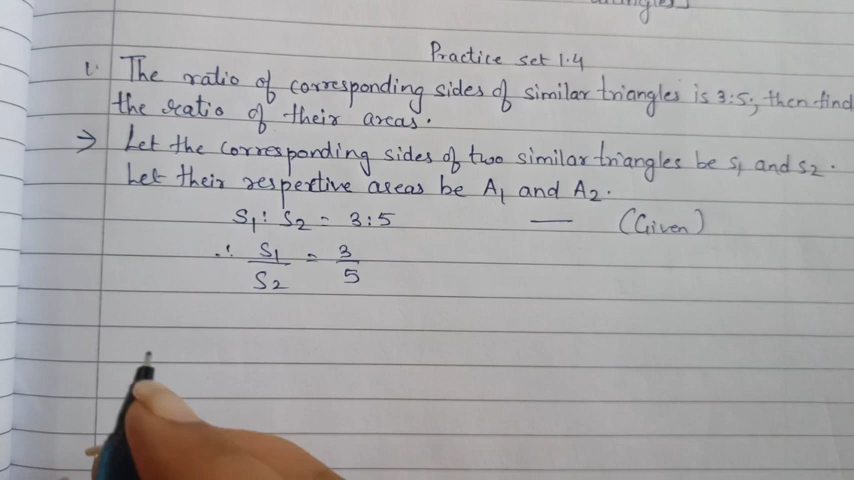 Practice set 1.4
1. The ratio of corresponding sides of similar triangles is 3:5, then find
the ratio of their areas.
→ Let the corresponding sides of two similar triangles be s₁ and s₂.
Let their respective areas be A₁ and A₂.
S₁ : S₂ = 3:5 — (Given)
∴ S₁/S₂ = 3/5